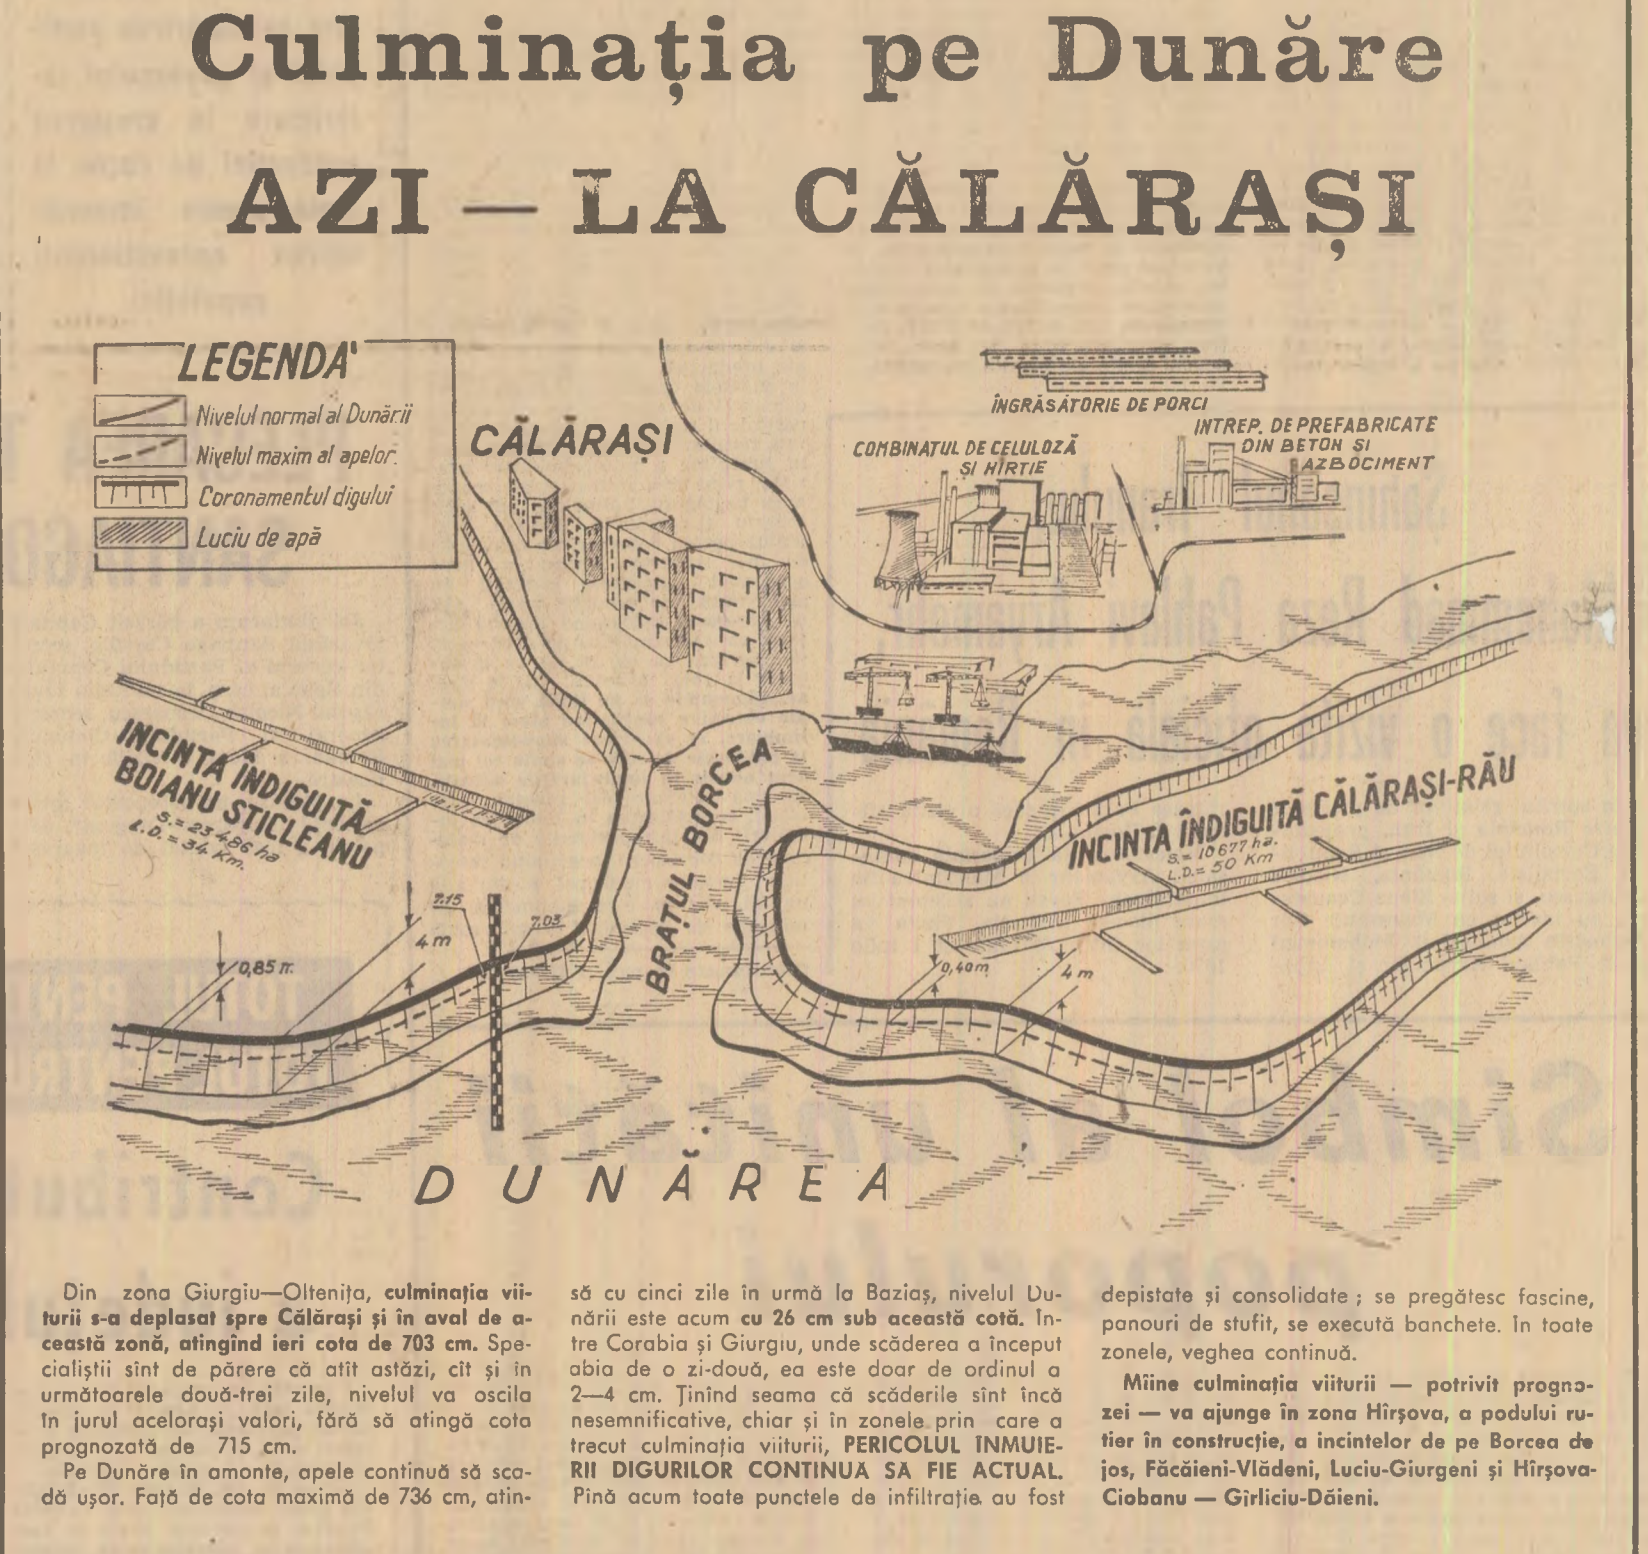 Culminația pe Dunăre
AZI — LA CĂLĂRAȘI
LEGENDA
Nivelul normal al Dunării
Nivelul maxim al apelor.
Coronamentul digului
Luciu de apă
CĂLĂRAȘI
ÎNGRĂSĂTORIE DE PORCI
COMBINATUL DE CELULOZĂ
ȘI HÎRTIE
INTREP. DE PREFABRICATE
DIN BETON SI
AZBOCIMENT
INCINTA ÎNDIGUITĂ
BOIANU STICLEANU
S.= 23486 ha
L.D.= 34 Km.
BRAȚUL BORCEA
INCINTA ÎNDIGUITĂ CĂLĂRAȘI-RĂU
S.= 10677 ha.
L.D.= 50 Km
7.15
7.03
4 m
0,85 m.
0,40 m
4 m
DUNĂREA
Din zona Giurgiu—Oltenița, culminația vii-
turii s-a deplasat spre Călărași și în aval de a-
ceastă zonă, atingînd ieri cota de 703 cm. Spe-
cialiștii sînt de părere că atît astăzi, cît și în
următoarele două-trei zile, nivelul va oscila
în jurul acelorași valori, fără să atingă cota
prognozată de 715 cm.
Pe Dunăre în amonte, apele continuă să sca-
dă ușor. Față de cota maximă de 736 cm, atin-
să cu cinci zile în urmă la Baziaș, nivelul Du-
nării este acum cu 26 cm sub această cotă. In-
tre Corabia și Giurgiu, unde scăderea a început
abia de o zi-două, ea este doar de ordinul a
2—4 cm. Ținînd seama că scăderile sînt încă
nesemnificative, chiar și în zonele prin care a
trecut culminația viiturii, PERICOLUL INMUIE-
RII DIGURILOR CONTINUA SA FIE ACTUAL.
Pină acum toate punctele de infiltrație au fost
depistate și consolidate ; se pregătesc fascine,
panouri de stufit, se execută banchete. In toate
zonele, veghea continuă.
Miine culminația viiturii — potrivit progno-
zei — va ajunge în zona Hîrșova, a podului ru-
tier în construcție, a incintelor de pe Borcea de
jos, Făcăieni-Vlădeni, Luciu-Giurgeni și Hîrșova-
Ciobanu — Gîrliciu-Dăieni.